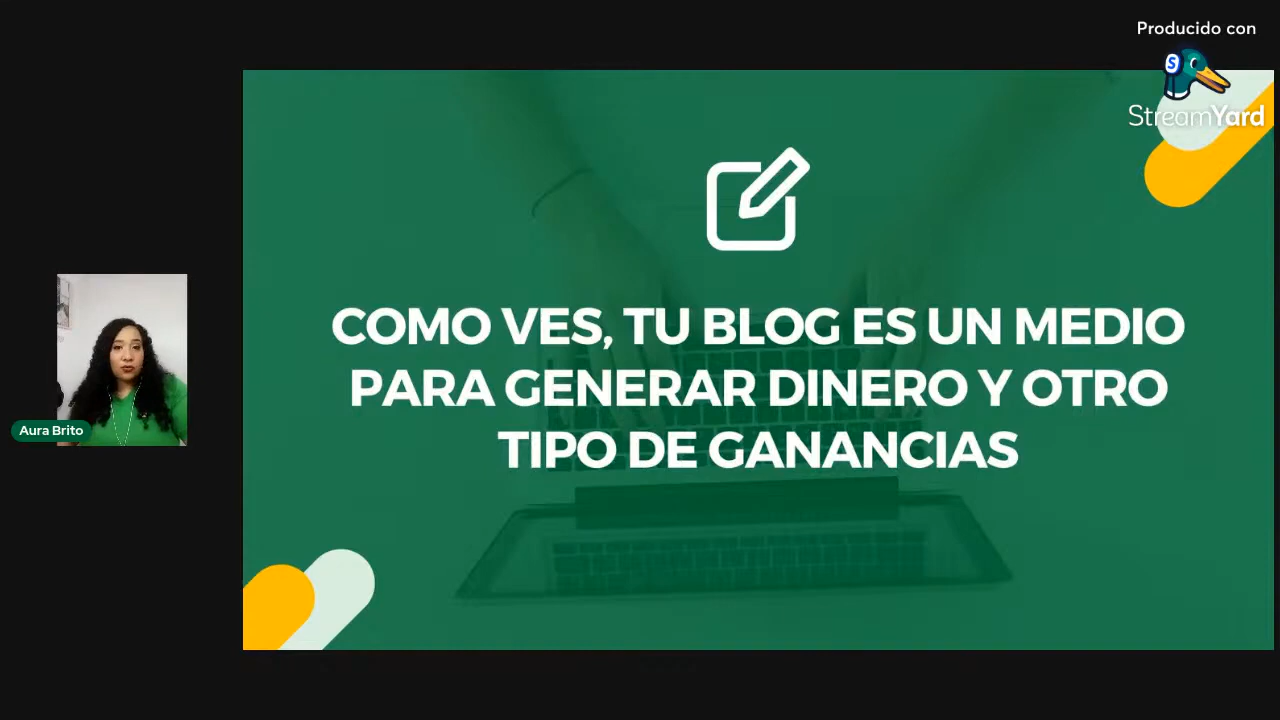 Producido con
StreamYard
COMO VES, TU BLOG ES UN MEDIO
PARA GENERAR DINERO Y OTRO
TIPO DE GANANCIAS
Aura Brito